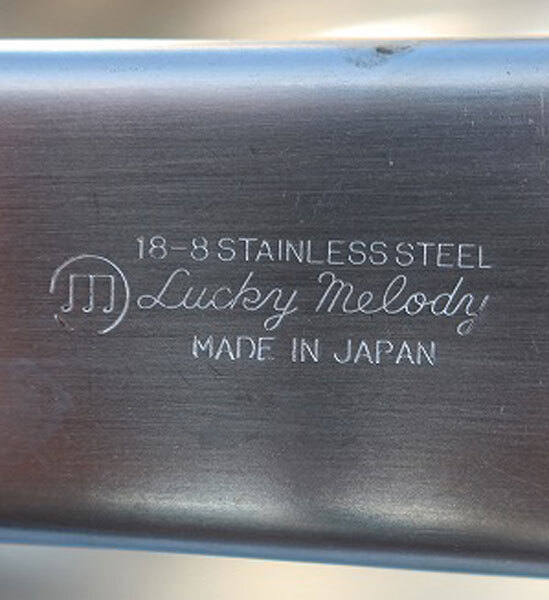 18-8 STAINLESS STEEL
Lucky Melody
MADE IN JAPAN